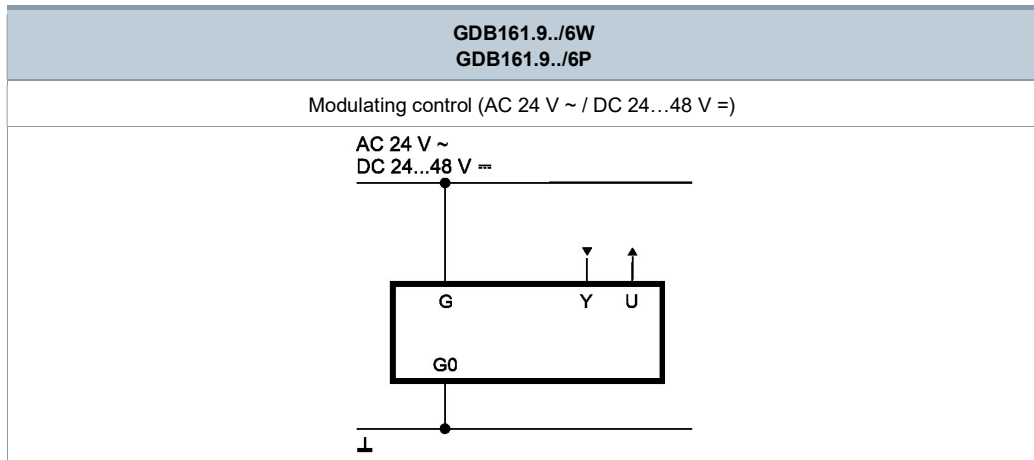 GDB161.9../6W
GDB161.9../6P
Modulating control (AC 24 V ~ / DC 24…48 V =)
AC 24 V ~
DC 24...48 V ⎓
G Y U
G0